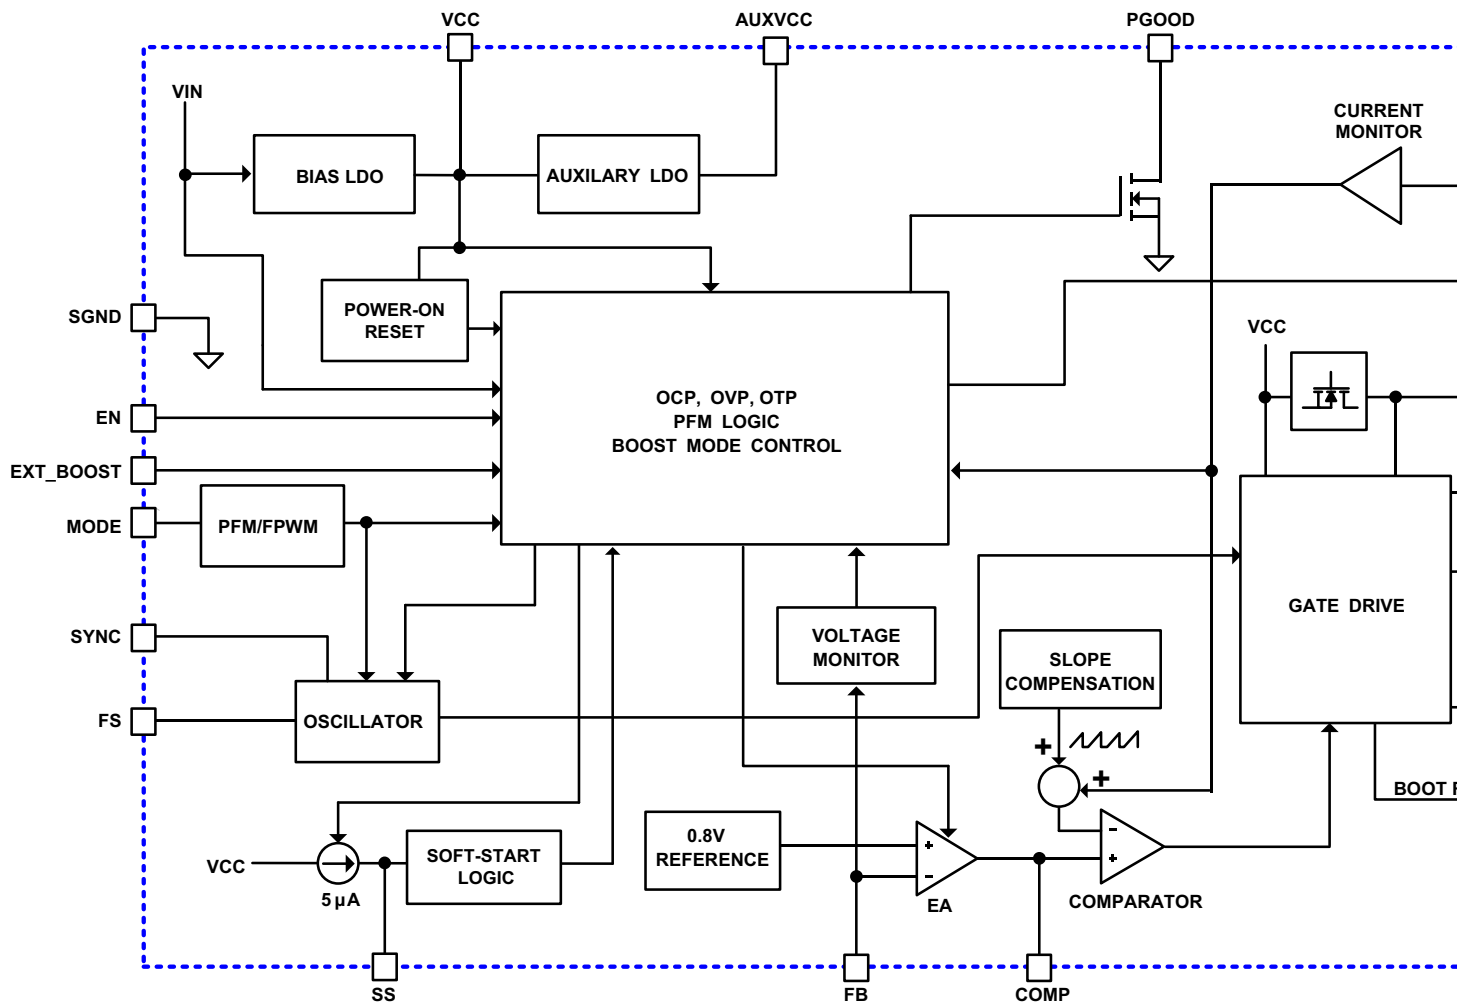 VCC
AUXVCC
PGOOD
VIN
CURRENT
MONITOR
BIAS LDO
AUXILARY LDO
SGND
POWER-ON
RESET
VCC
EN
OCP, OVP, OTP
PFM LOGIC
BOOST MODE CONTROL
EXT_BOOST
MODE
PFM/FPWM
GATE DRIVE
SYNC
VOLTAGE
MONITOR
SLOPE
COMPENSATION
FS
OSCILLATOR
+
+
BOOT
0.8V
REFERENCE
+
−
EA
−
+
COMPARATOR
VCC
5 µA
SOFT-START
LOGIC
SS
FB
COMP